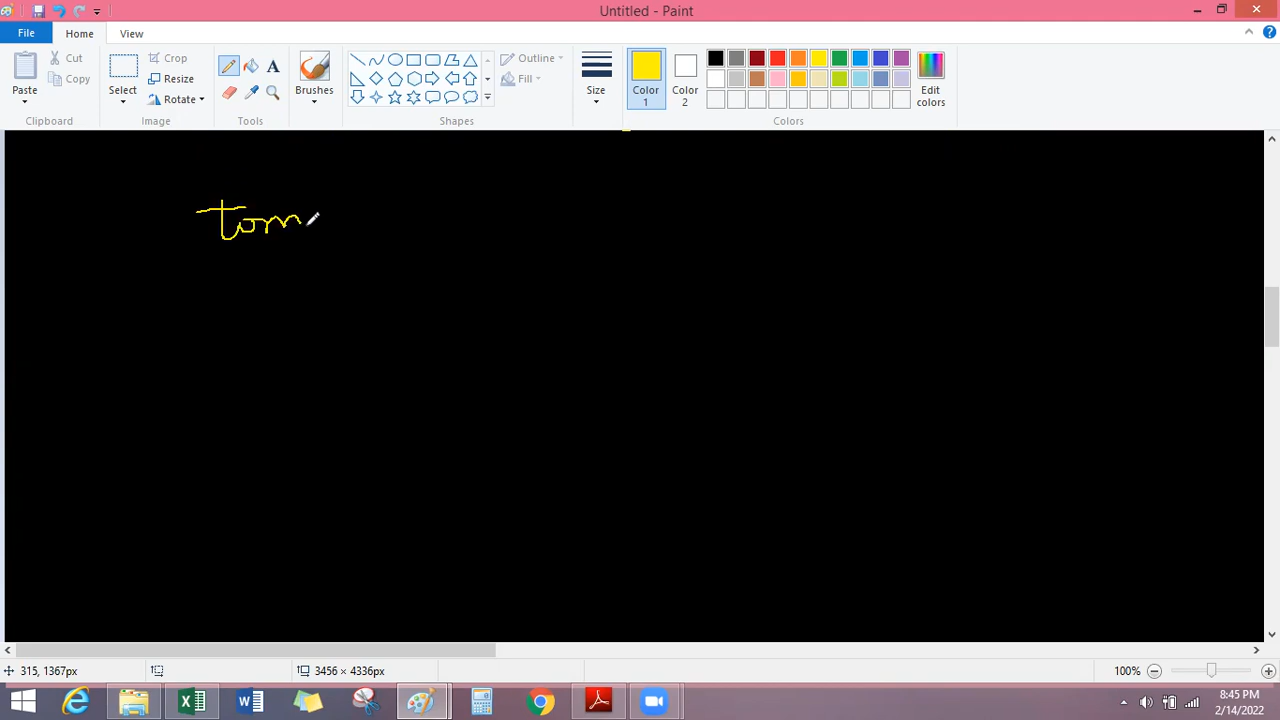 Untitled - Paint
File Home View
Paste
Cut
Copy
Clipboard
Select
Crop
Resize
Rotate
Image
A
Tools
Brushes
Outline
Fill
Shapes
Size
Color 1
Color 2
Edit colors
Colors
tom
315, 1367px
3456 × 4336px
100%
8:45 PM
2/14/2022